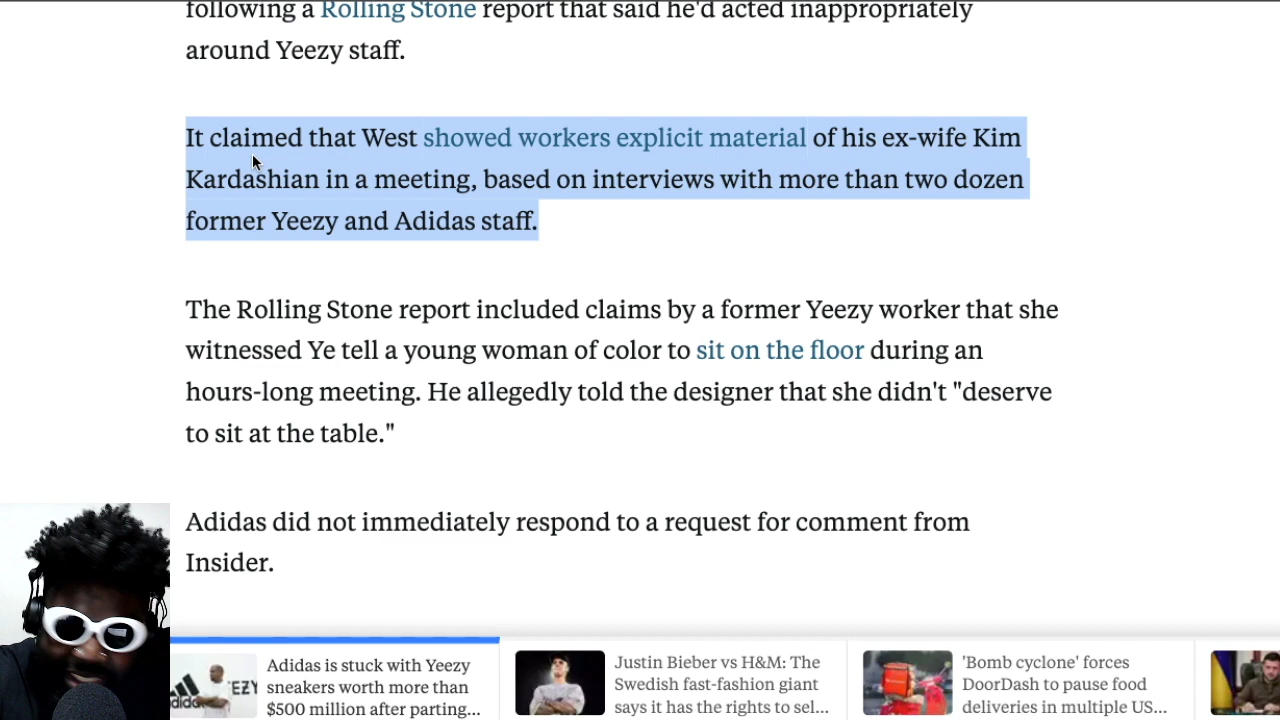 following a Rolling Stone report that said he'd acted inappropriately
around Yeezy staff.
It claimed that West showed workers explicit material of his ex-wife Kim
Kardashian in a meeting, based on interviews with more than two dozen
former Yeezy and Adidas staff.
The Rolling Stone report included claims by a former Yeezy worker that she
witnessed Ye tell a young woman of color to sit on the floor during an
hours-long meeting. He allegedly told the designer that she didn't "deserve
to sit at the table."
Adidas did not immediately respond to a request for comment from
Insider.
Adidas is stuck with Yeezy
sneakers worth more than
$500 million after parting...
Justin Bieber vs H&M: The
Swedish fast-fashion giant
says it has the rights to sel...
'Bomb cyclone' forces
DoorDash to pause food
deliveries in multiple US...